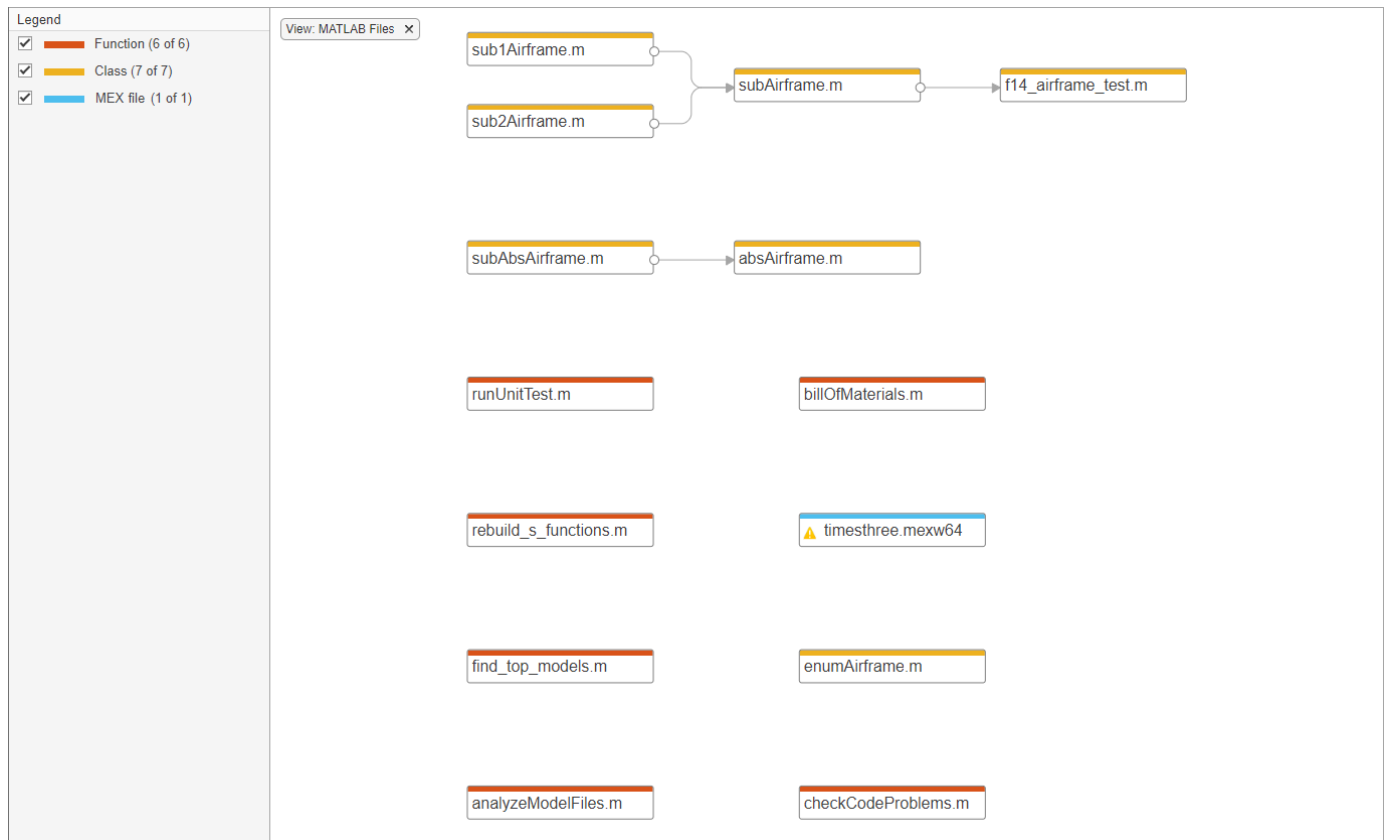 Legend
Function (6 of 6)
Class (7 of 7)
MEX file (1 of 1)
View: MATLAB Files ×
sub1Airframe.m
subAirframe.m
f14_airframe_test.m
sub2Airframe.m
subAbsAirframe.m
absAirframe.m
runUnitTest.m
billOfMaterials.m
rebuild_s_functions.m
timesthree.mexw64
find_top_models.m
enumAirframe.m
analyzeModelFiles.m
checkCodeProblems.m